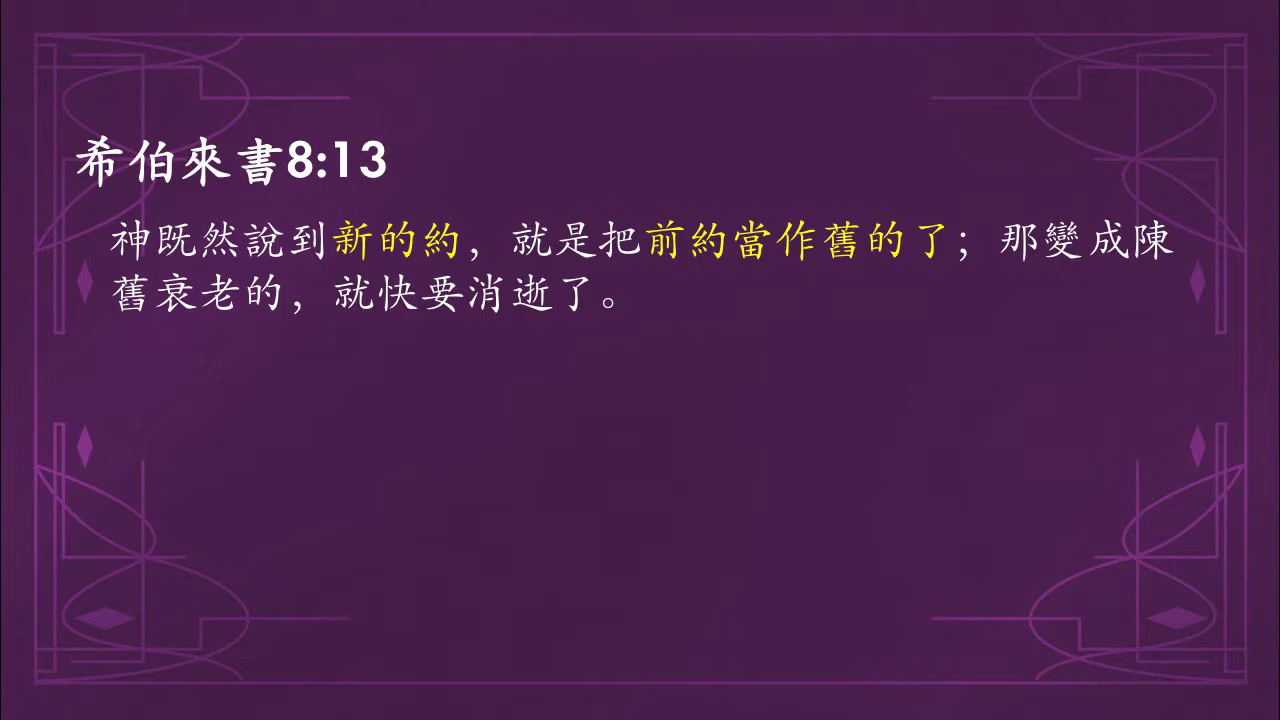 希伯來書8:13
神既然說到新的約，就是把前約當作舊的了；那變成陳
舊衰老的，就快要消逝了。